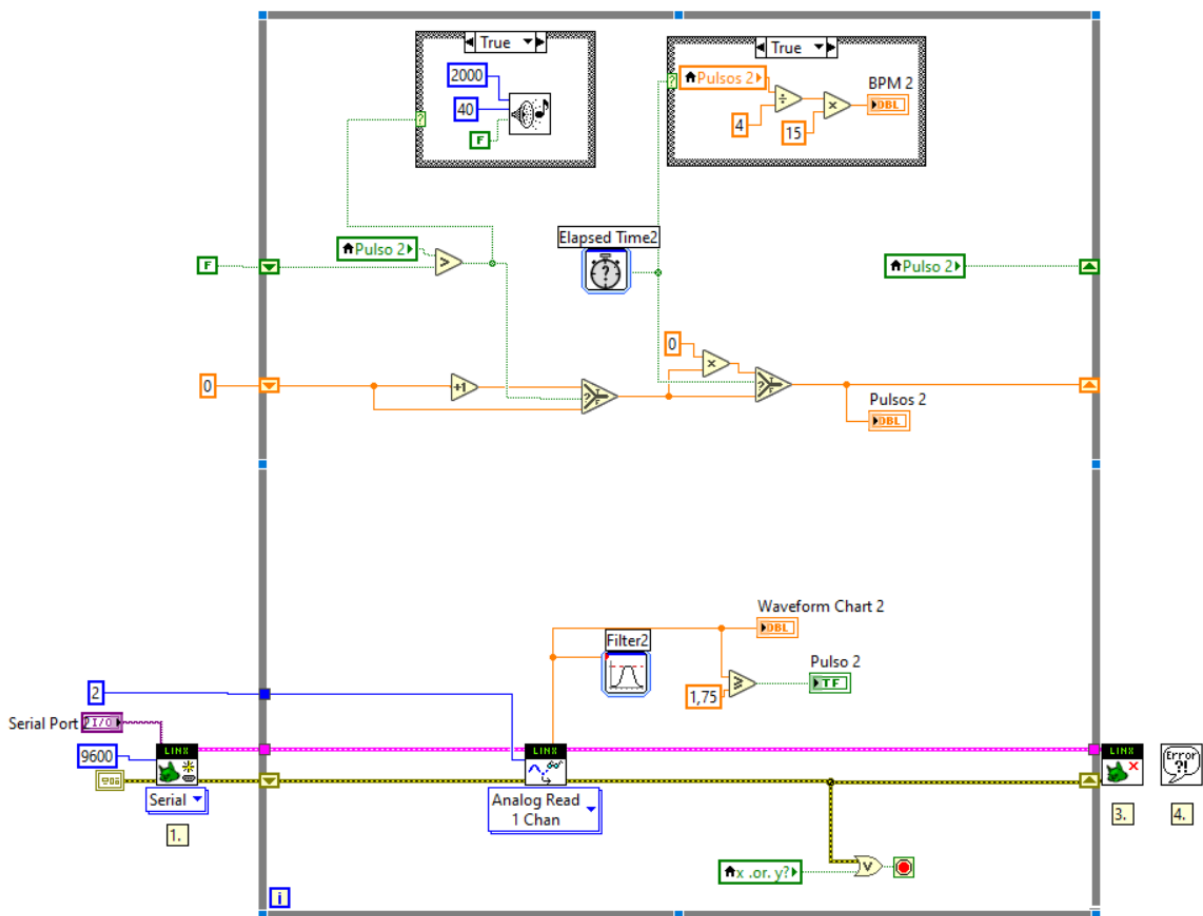 True
2000
40
F
True
Pulsos 2
4
15
BPM 2
DBL
Pulso 2
F
Elapsed Time2
Pulso 2
0
0
+1
Pulsos 2
DBL
Waveform Chart 2
DBL
Filter2
Pulso 2
TF
1,75
2
Serial Port
I/O
9600
LINX
Serial
1.
LINX
Analog Read
1 Chan
LINX
3.
Error
?!
4.
x .or. y?
i